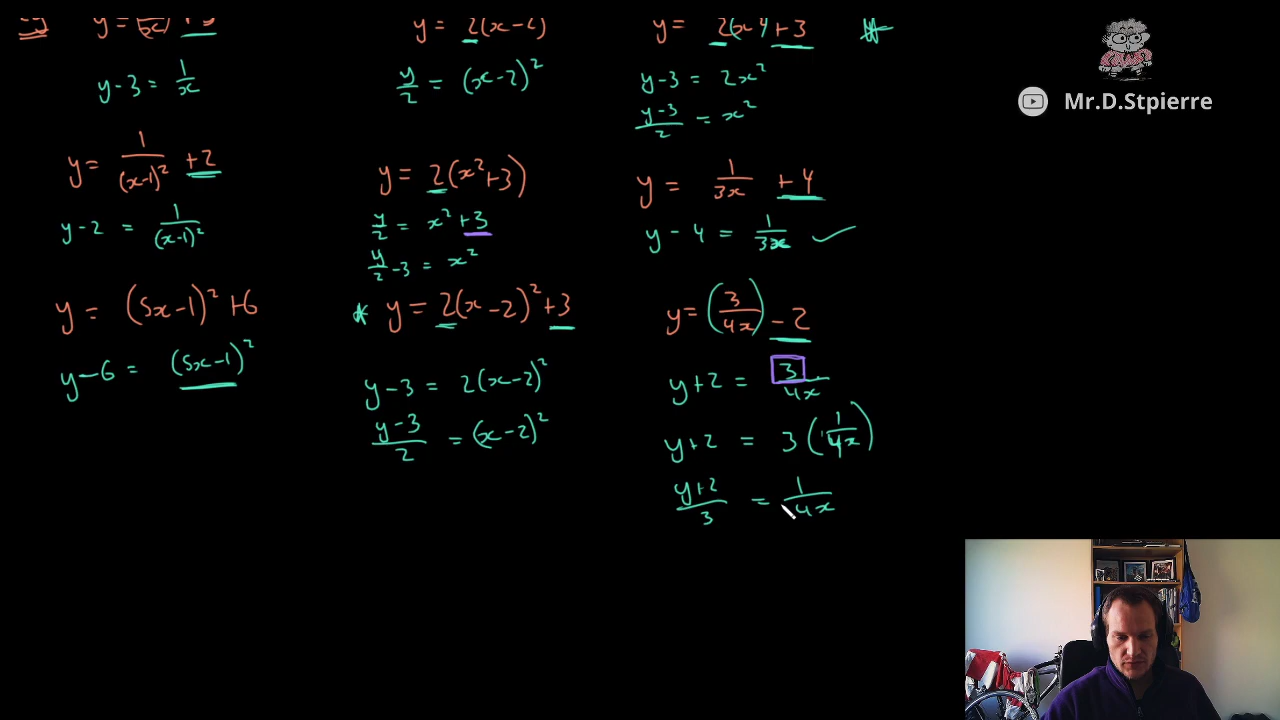 y-3 = 1/x
y = 1/(x-1)² +2
y-2 = 1/(x-1)²
y = (5x-1)² +6
y-6 = (5x-1)²
y/2 = (x-2)²
y = 2(x²+3)
y/2 = x²+3
y/2 -3 = x²
* y = 2(x-2)² +3
y-3 = 2(x-2)²
y-3/2 = (x-2)²
y-3 = 2x²
y-3/2 = x²
y = 1/3x +4
y-4 = 1/3x ✓
y = (3/4x) -2
y+2 = 3/4x
y+2 = 3(1/4x)
y+2/3 = 1/4x
Mr.D.Stpierre